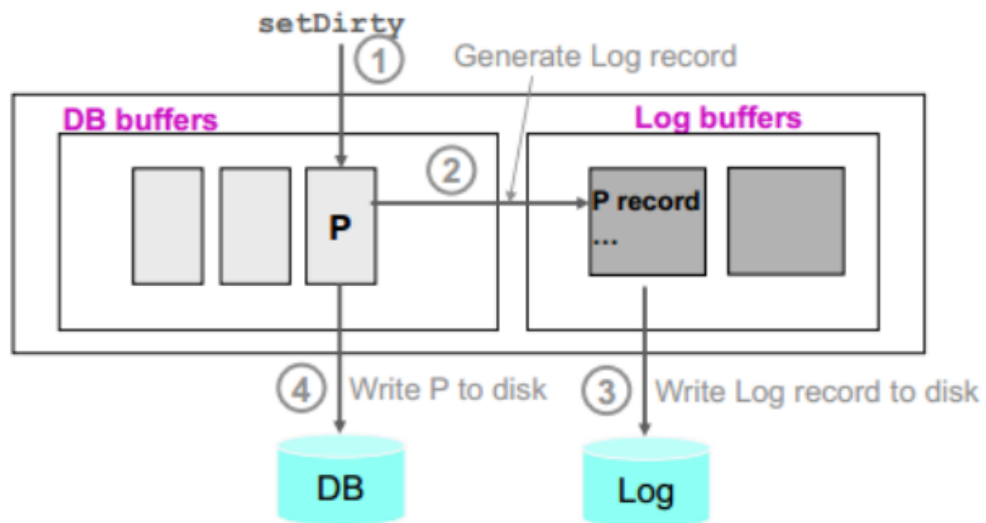 setDirty
1
Generate Log record
DB buffers
Log buffers
2
P
P record
...
4
Write P to disk
3
Write Log record to disk
DB
Log